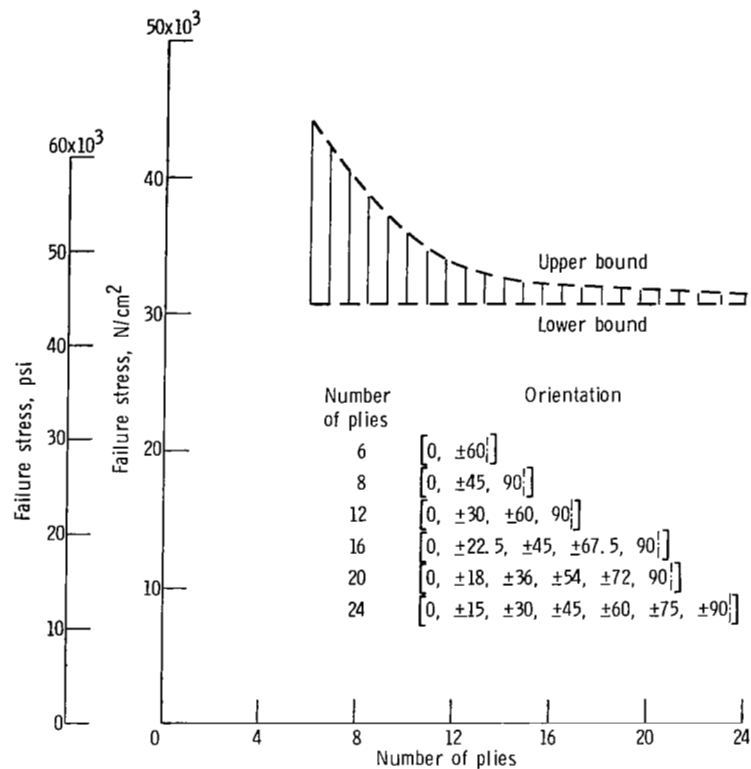 50x10³
60x10³
40
50
Upper bound
30
Lower bound
40
Failure stress, psi
Failure stress, N/cm²
Number of plies
Orientation
30
20
6 [0, ±60]
8 [0, ±45, 90]
12 [0, ±30, ±60, 90]
20
16 [0, ±22.5, ±45, ±67.5, 90]
20 [0, ±18, ±36, ±54, ±72, 90]
10
24 [0, ±15, ±30, ±45, ±60, ±75, ±90]
10
0
0 4 8 12 16 20 24
Number of plies